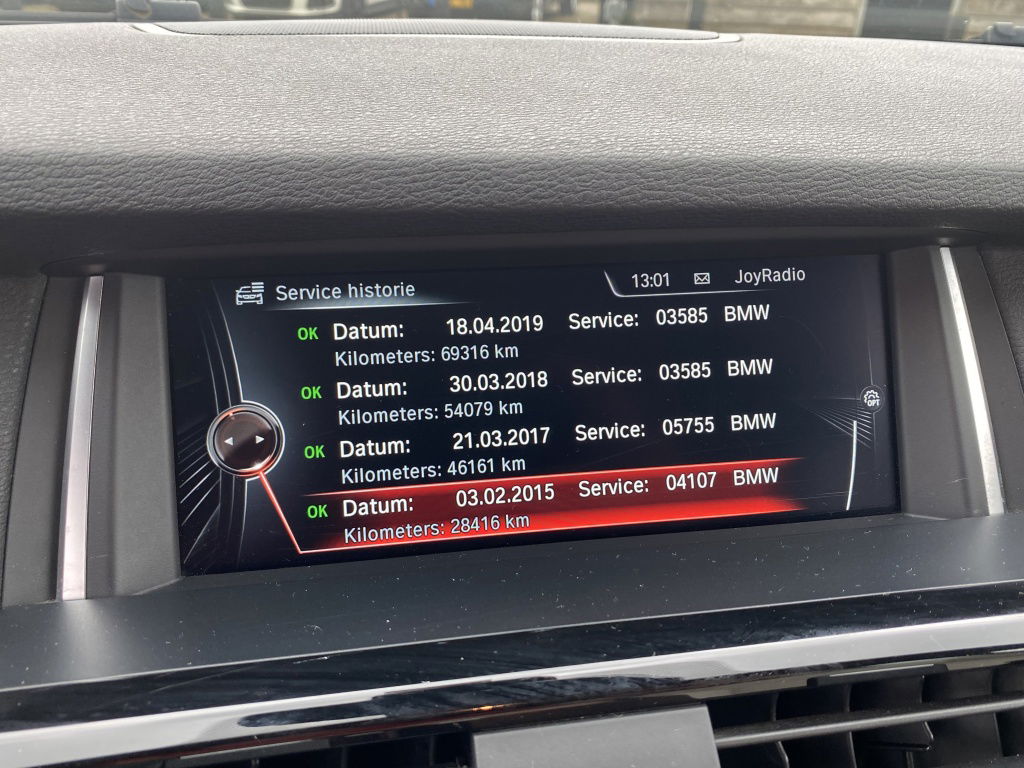 Service historie
13:01 JoyRadio
OK Datum: 18.04.2019 Service: 03585 BMW
Kilometers: 69316 km
OK Datum: 30.03.2018 Service: 03585 BMW
Kilometers: 54079 km
OK Datum: 21.03.2017 Service: 05755 BMW
Kilometers: 46161 km
OK Datum: 03.02.2015 Service: 04107 BMW
Kilometers: 28416 km
OPT